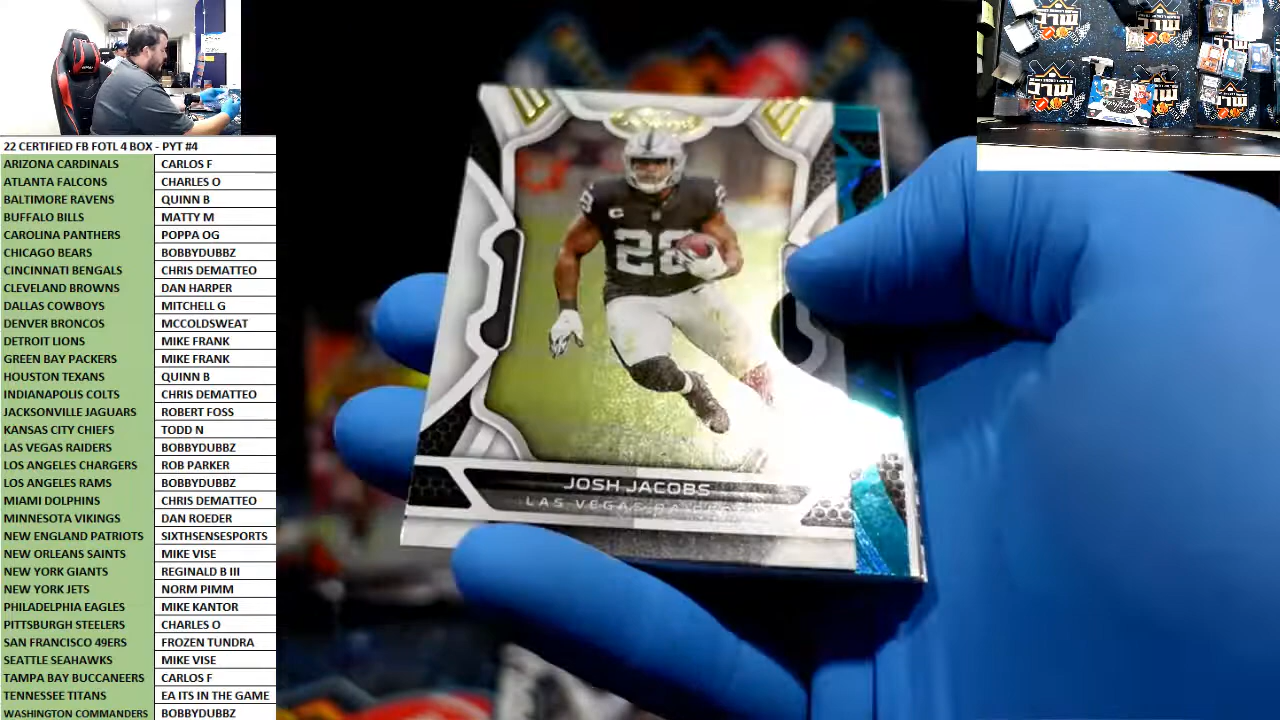 22 CERTIFIED FB FOTL 4 BOX - PYT #4
ARIZONA CARDINALS CARLOS F
ATLANTA FALCONS CHARLES O
BALTIMORE RAVENS QUINN B
BUFFALO BILLS MATTY M
CAROLINA PANTHERS POPPA OG
CHICAGO BEARS BOBBYDUBBZ
CINCINNATI BENGALS CHRIS DEMATTEO
CLEVELAND BROWNS DAN HARPER
DALLAS COWBOYS MITCHELL G
DENVER BRONCOS MCCOLDSWEAT
DETROIT LIONS MIKE FRANK
GREEN BAY PACKERS MIKE FRANK
HOUSTON TEXANS QUINN B
INDIANAPOLIS COLTS CHRIS DEMATTEO
JACKSONVILLE JAGUARS ROBERT FOSS
KANSAS CITY CHIEFS TODD N
LAS VEGAS RAIDERS BOBBYDUBBZ
LOS ANGELES CHARGERS ROB PARKER
LOS ANGELES RAMS BOBBYDUBBZ
MIAMI DOLPHINS CHRIS DEMATTEO
MINNESOTA VIKINGS DAN ROEDER
NEW ENGLAND PATRIOTS SIXTHSENSESPORTS
NEW ORLEANS SAINTS MIKE VISE
NEW YORK GIANTS REGINALD B III
NEW YORK JETS NORM PIMM
PHILADELPHIA EAGLES MIKE KANTOR
PITTSBURGH STEELERS CHARLES O
SAN FRANCISCO 49ERS FROZEN TUNDRA
SEATTLE SEAHAWKS MIKE VISE
TAMPA BAY BUCCANEERS CARLOS F
TENNESSEE TITANS EA ITS IN THE GAME
WASHINGTON COMMANDERS BOBBYDUBBZ
28
C
JOSH JACOBS
LAS VEGAS